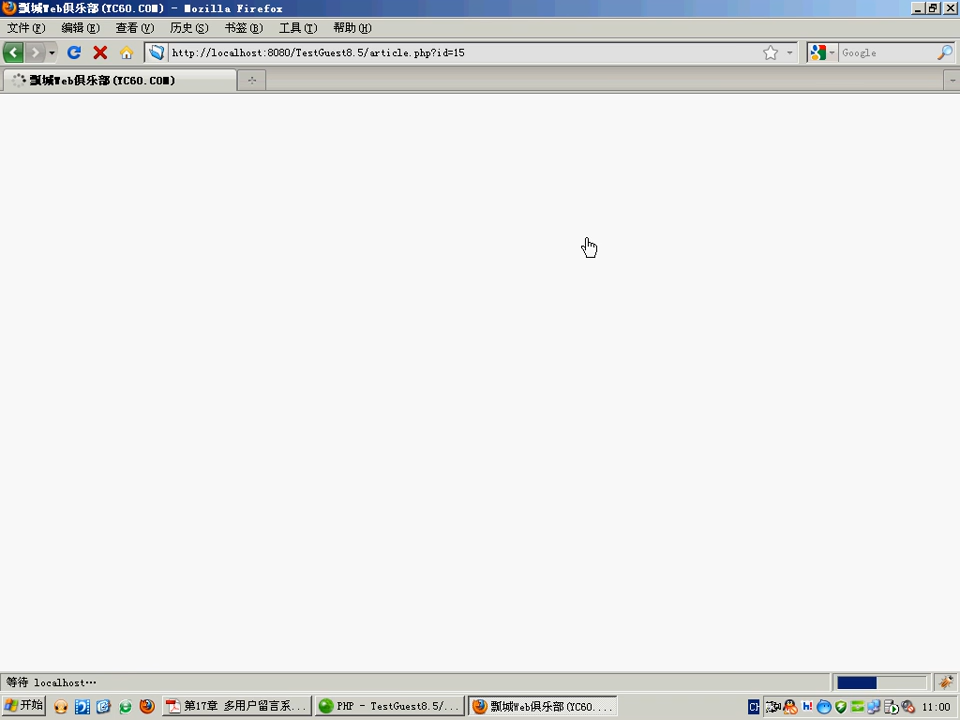 瓢城Web俱乐部(YC60.COM) - Mozilla Firefox
文件(F) 编辑(E) 查看(V) 历史(S) 书签(B) 工具(T) 帮助(H)
http://localhost:8080/TestGuest8.5/article.php?id=15
Google
瓢城Web俱乐部(YC60.COM)
等待 localhost…
开始
第17章 多用户留言系...
PHP - TestGuest8.5/...
瓢城Web俱乐部(YC60....
CH
11:00